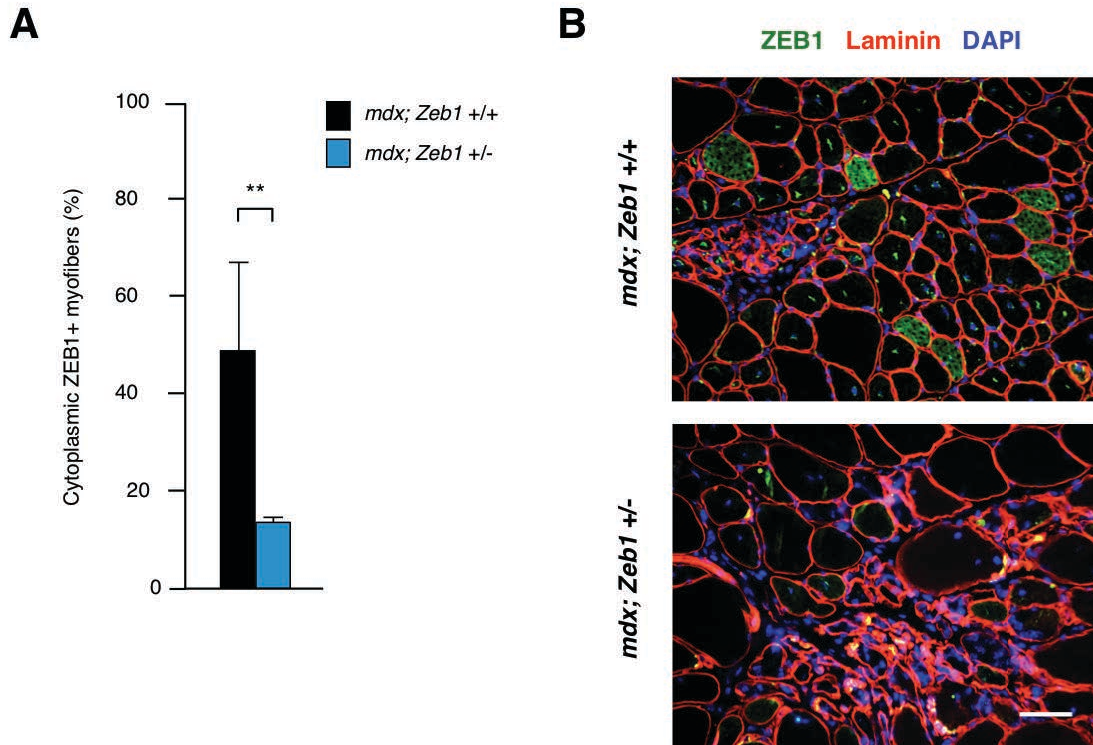 A
100
80
60
40
20
0
Cytoplasmic ZEB1+ myofibers (%)
**
mdx; Zeb1 +/+
mdx; Zeb1 +/-
B
ZEB1 Laminin DAPI
mdx; Zeb1 +/+
mdx; Zeb1 +/-